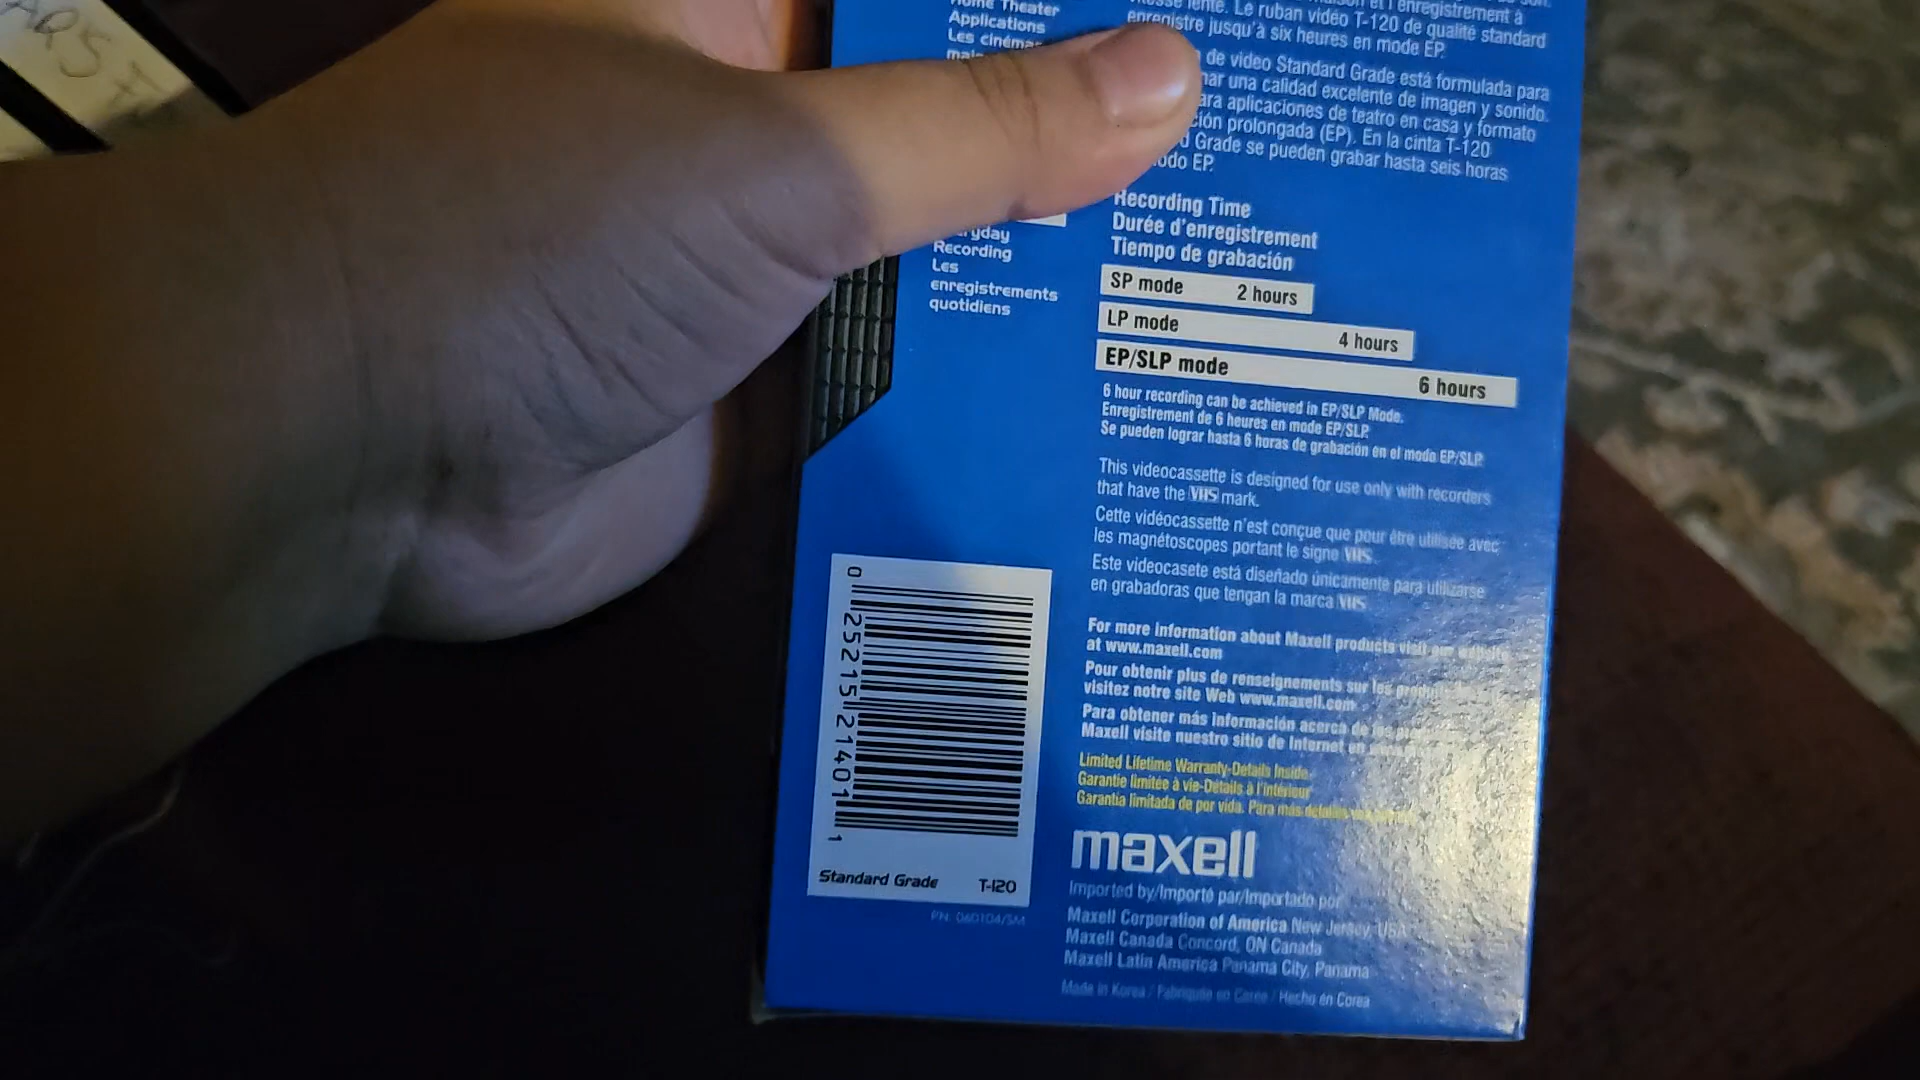 Home Theater
Applications
Les
enregistrement à
lente. Le ruban vidéo T-120 de qualité standard
enregistre jusqu'à six heures en mode EP.
de video Standard Grade está formulada para
una calidad excelente de imagen y sonido.
aplicaciones de teatro en casa y formato
prolongada (EP). En la cinta T-120
Grade se pueden grabar hasta seis horas
EP.
Recording
Les
enregistrements
quotidiens
Recording Time
Durée d'enregistrement
Tiempo de grabación
SP mode 2 hours
LP mode 4 hours
EP/SLP mode 6 hours
6 hour recording can be achieved in EP/SLP Mode.
Enregistrement de 6 heures en mode EP/SLP.
Se pueden lograr hasta 6 horas de grabación en el modo EP/SLP.
This videocassette is designed for use only with recorders
that have the VHS mark.
Cette vidéocassette n'est conçue que pour être utilisée avec
les magnétoscopes portant le signe VHS.
Este videocasete está diseñado únicamente para utilizarse
en grabadoras que tengan la marca VHS
For more information about Maxell products visit our website
at www.maxell.com
Pour obtenir plus de renseignements sur les
visitez notre site Web www.maxell.com
Para obtener más información acerca de los
Maxell visite nuestro sitio de Internet en
Limited Lifetime Warranty-Details Inside.
Garantie limitée à vie-Détails à l'intérieur
Garantía limitada de por vida. Para más detalles
maxell
Imported by/Importé par/Importado por
Maxell Corporation of America New Jersey, USA
Maxell Canada Concord, ON Canada
Maxell Latin America Panama City, Panama
Made in Korea / Fabriqué en Corée / Hecho en Corea
0 25215 21401 1
Standard Grade T-120
PN: 060104/SM